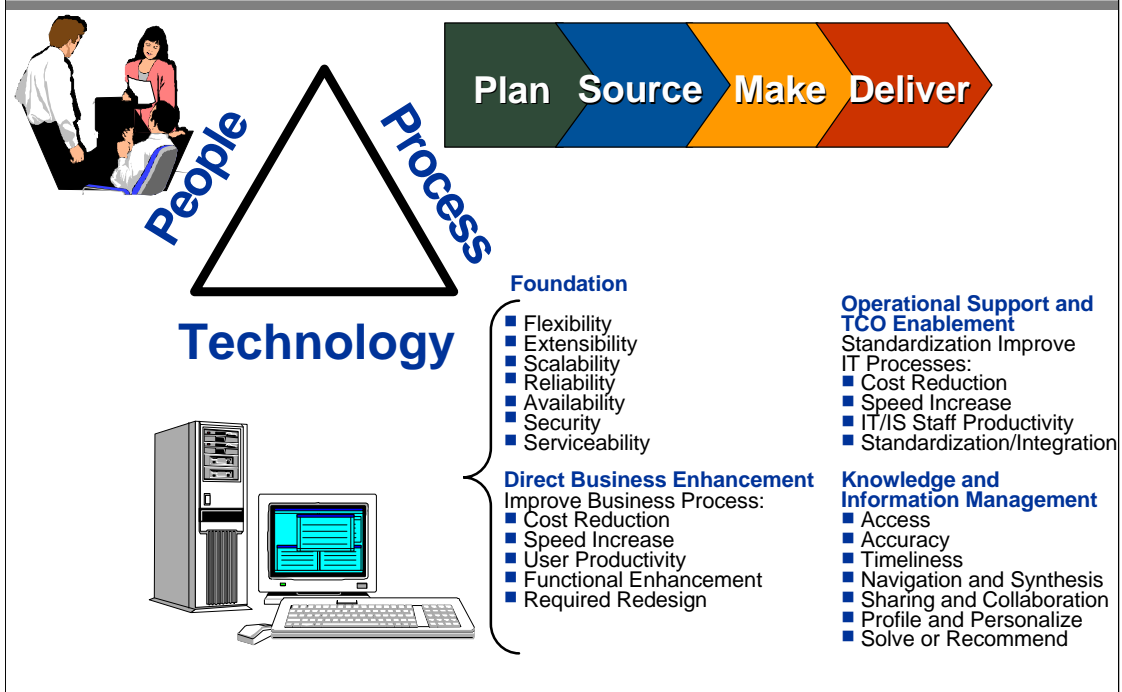 Plan Source Make Deliver
People
Process
Technology
Foundation
Flexibility
Extensibility
Scalability
Reliability
Availability
Security
Serviceability
Direct Business Enhancement
Improve Business Process:
Cost Reduction
Speed Increase
User Productivity
Functional Enhancement
Required Redesign
Operational Support and
TCO Enablement
Standardization Improve
IT Processes:
Cost Reduction
Speed Increase
IT/IS Staff Productivity
Standardization/Integration
Knowledge and
Information Management
Access
Accuracy
Timeliness
Navigation and Synthesis
Sharing and Collaboration
Profile and Personalize
Solve or Recommend